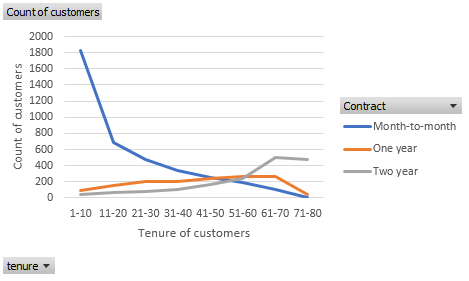 Count of customers
Count of customers
2000
1800
1600
1400
1200
1000
800
600
400
200
0
1-10 11-20 21-30 31-40 41-50 51-60 61-70 71-80
Tenure of customers
Contract
Month-to-month
One year
Two year
tenure